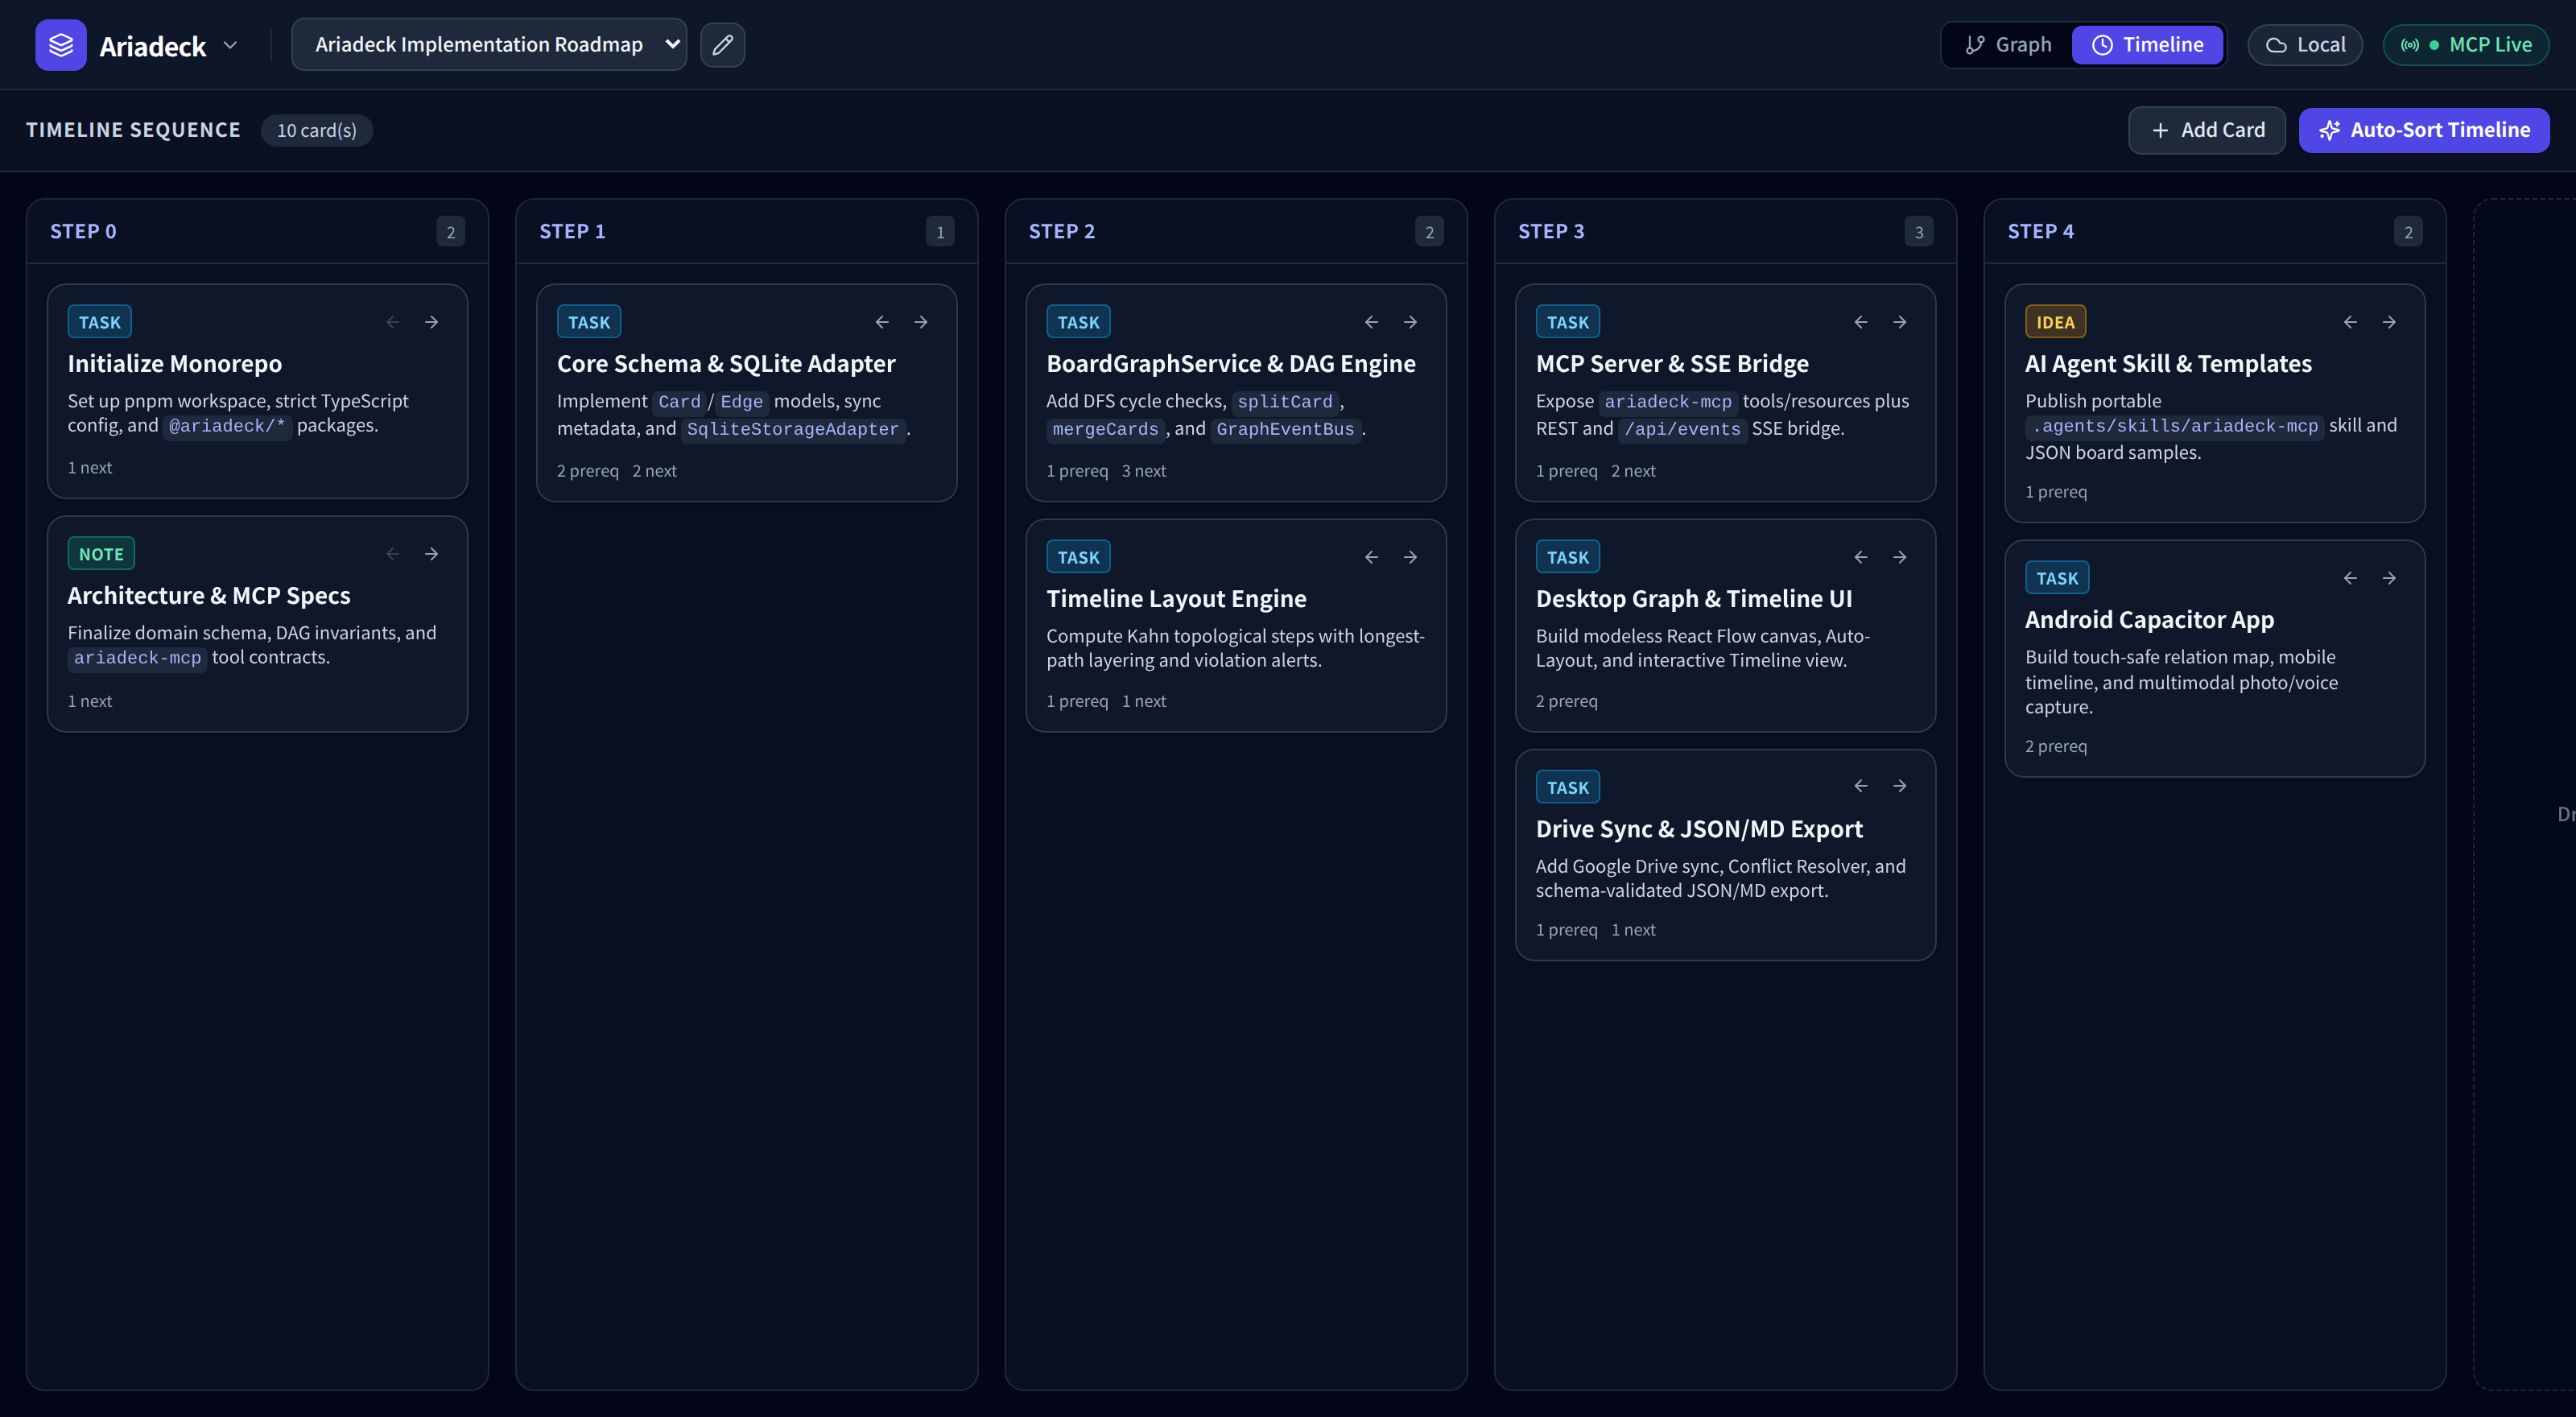 Ariadeck
Ariadeck Implementation Roadmap
Graph
Timeline
Local
MCP Live
TIMELINE SEQUENCE
10 card(s)
Add Card
Auto-Sort Timeline
STEP 0
2
TASK
Initialize Monorepo
Set up pnpm workspace, strict TypeScript
config, and @ariadeck/* packages.
1 next
NOTE
Architecture & MCP Specs
Finalize domain schema, DAG invariants, and
ariadeck-mcp tool contracts.
1 next
STEP 1
1
TASK
Core Schema & SQLite Adapter
Implement Card/Edge models, sync
metadata, and SqliteStorageAdapter.
2 prereq 2 next
STEP 2
2
TASK
BoardGraphService & DAG Engine
Add DFS cycle checks, splitCard,
mergeCards, and GraphEventBus.
1 prereq 3 next
TASK
Timeline Layout Engine
Compute Kahn topological steps with longest-
path layering and violation alerts.
1 prereq 1 next
STEP 3
3
TASK
MCP Server & SSE Bridge
Expose ariadeck-mcp tools/resources plus
REST and /api/events SSE bridge.
1 prereq 2 next
TASK
Desktop Graph & Timeline UI
Build modeless React Flow canvas, Auto-
Layout, and interactive Timeline view.
2 prereq
TASK
Drive Sync & JSON/MD Export
Add Google Drive sync, Conflict Resolver, and
schema-validated JSON/MD export.
1 prereq 1 next
STEP 4
2
IDEA
AI Agent Skill & Templates
Publish portable
.agents/skills/ariadeck-mcp skill and
JSON board samples.
1 prereq
TASK
Android Capacitor App
Build touch-safe relation map, mobile
timeline, and multimodal photo/voice
capture.
2 prereq